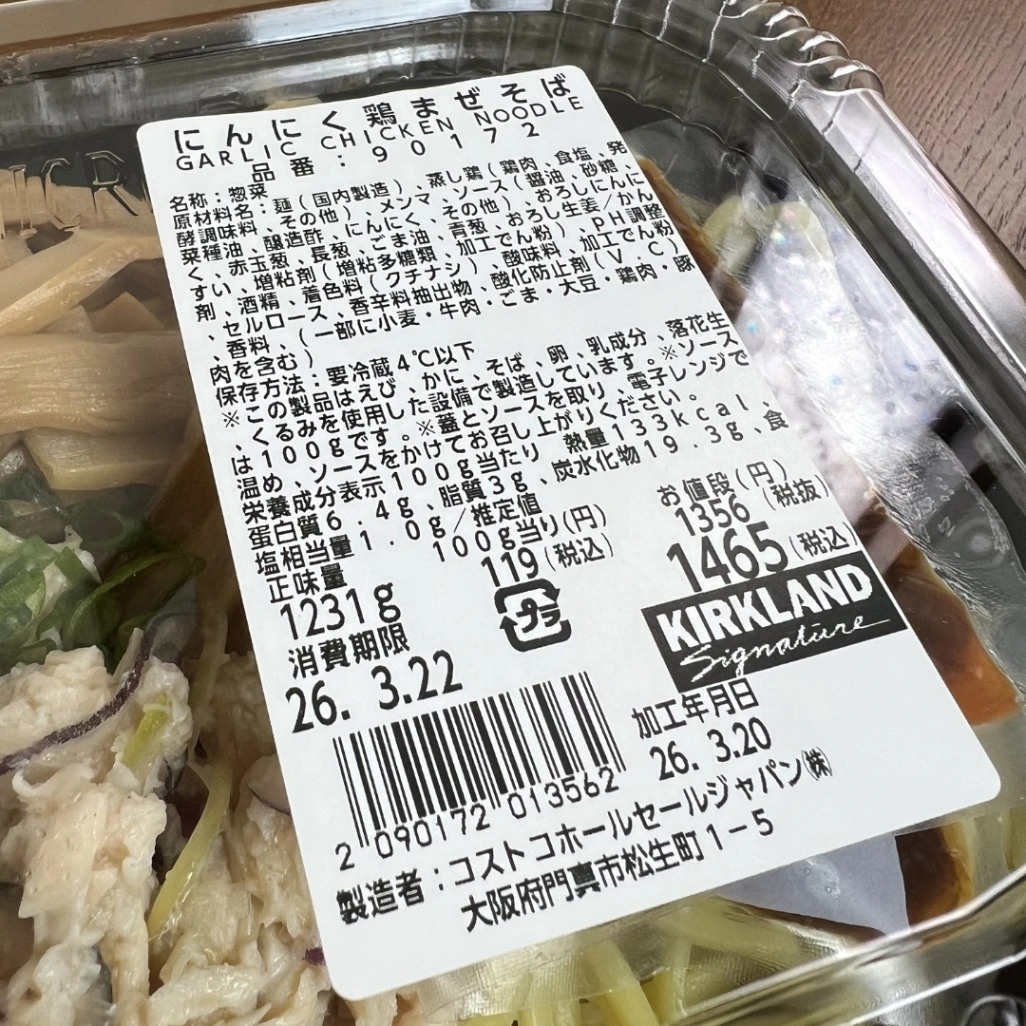 にんにく鶏まぜそば
GARLIC CHICKEN NOODLE
品番:90172
名称:惣菜
原材料名:麺(国内製造)、蒸し鶏(鶏肉、食塩、発
酵調味料、その他)、メンマ、ソース(醤油、砂糖
、菜種油、醸造酢、にんにく、その他)、おろしにんに
く、赤玉葱、長葱、ごま油、青葱、おろし生姜/かん
すい、増粘剤(増粘多糖類、加工でん粉)、pH調整
剤、酒精、着色料(クチナシ)、酸味料、加工でん粉
、セルロース、香辛料抽出物、酸化防止剤(V.C)
、香料、(一部に小麦・牛肉・ごま・大豆・鶏肉・豚
肉を含む)
保存方法:要冷蔵4℃以下
※この製品はえび、かに、そば、卵、乳成分、落花生
、くるみを使用した設備で製造しています。※ソース
は100gです。※蓋とソースを取り、電子レンジで
温め、ソースをかけてお召し上がりください。
栄養成分表示100g当たり 熱量133kcal、
蛋白質6.4g、脂質3g、炭水化物19.3g、食
塩相当量1.0g/推定値
正味量 100g当り(円) お値段(円)
1356(税抜)
1231g 119(税込) 1465(税込)
プラ
KIRKLAND
Signature
消費期限
26. 3.22
加工年月日
26. 3.20
2 090172 013562
製造者:コストコホールセールジャパン㈱
大阪府門真市松生町1-5